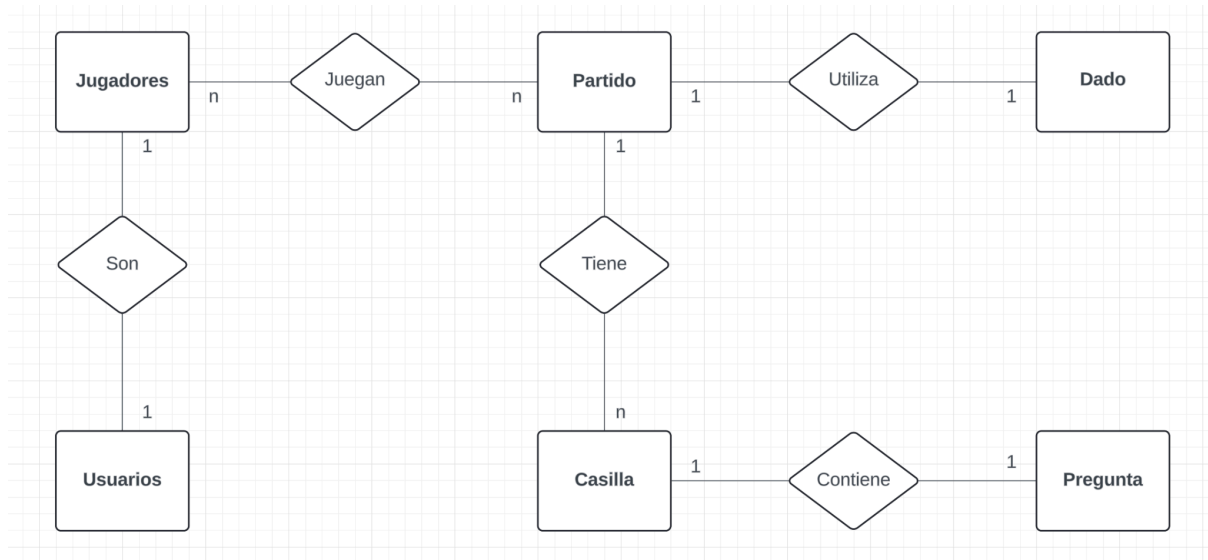 Jugadores
Juegan
Partido
Utiliza
Dado
n
n
1
1
1
1
Son
Tiene
1
n
1
1
Usuarios
Casilla
Contiene
Pregunta